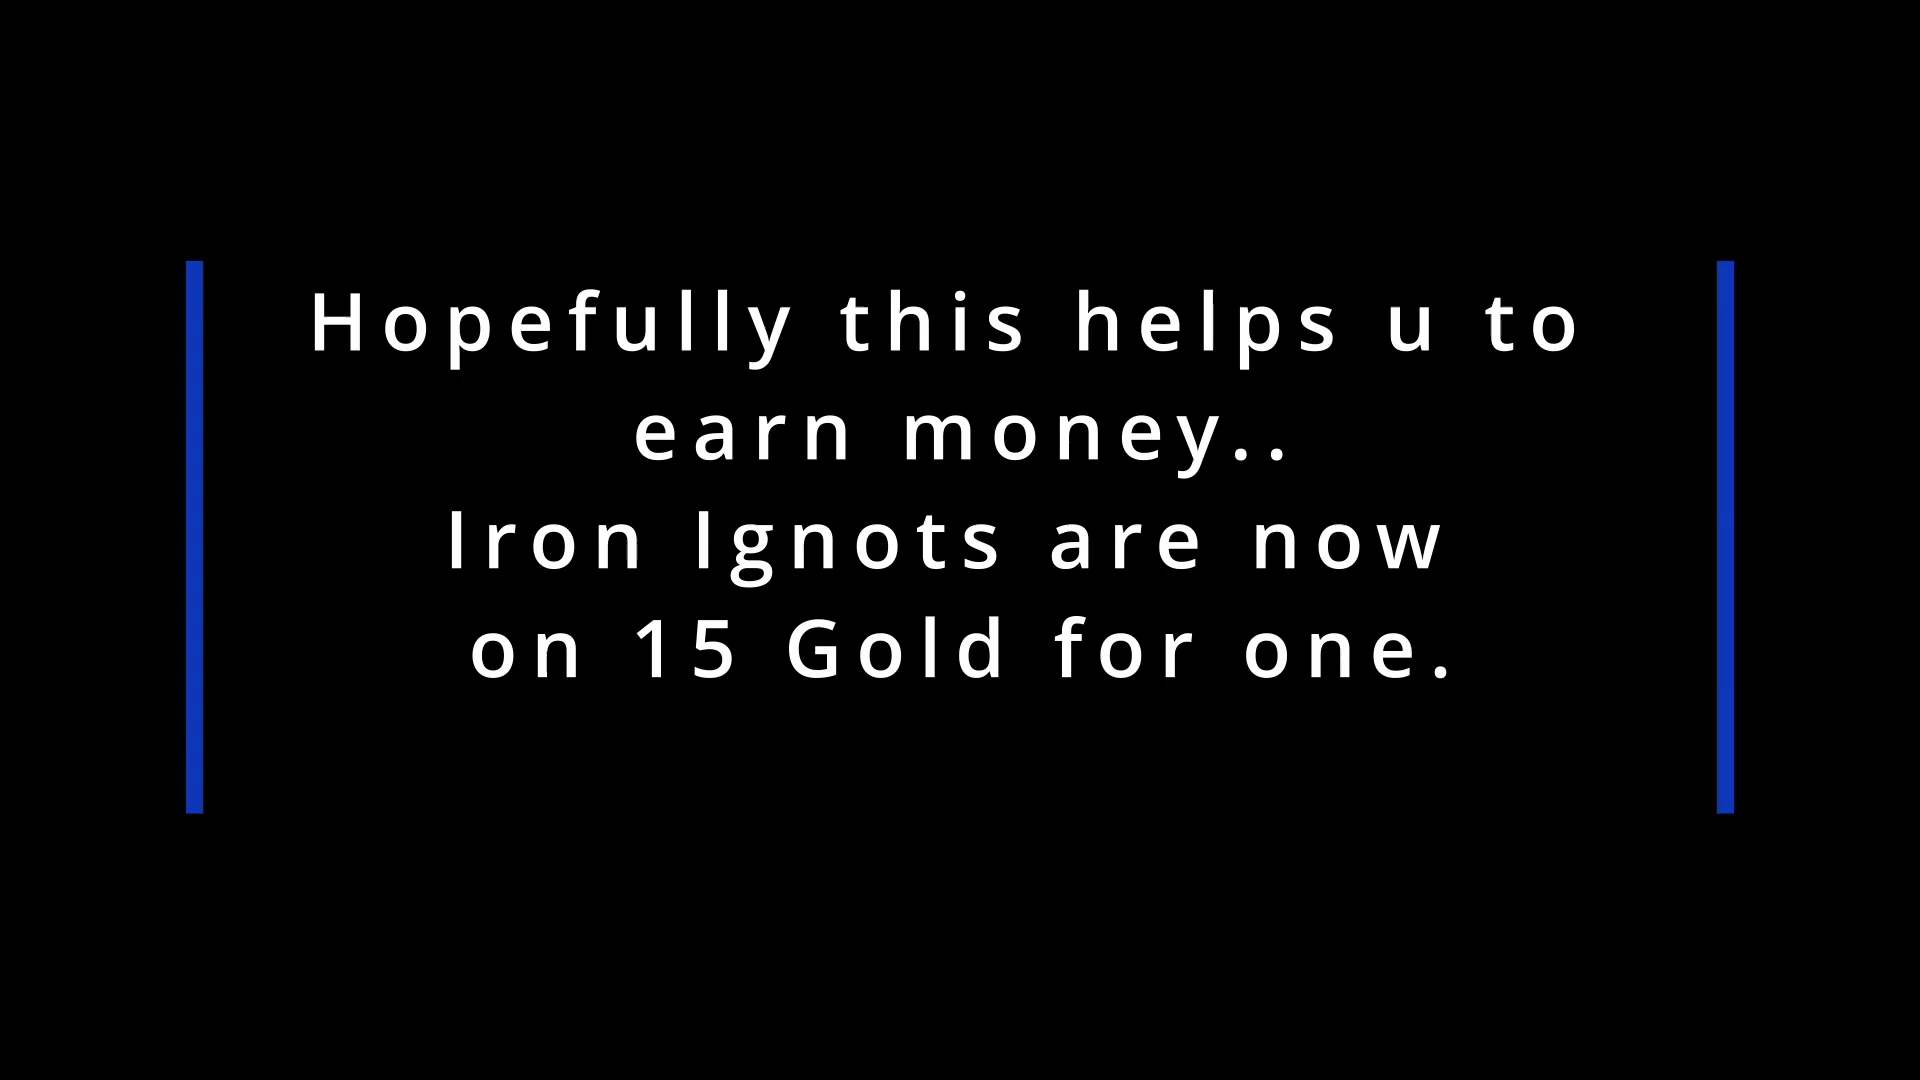 Hopefully this helps u to
earn money..
Iron Ignots are now
on 15 Gold for one.